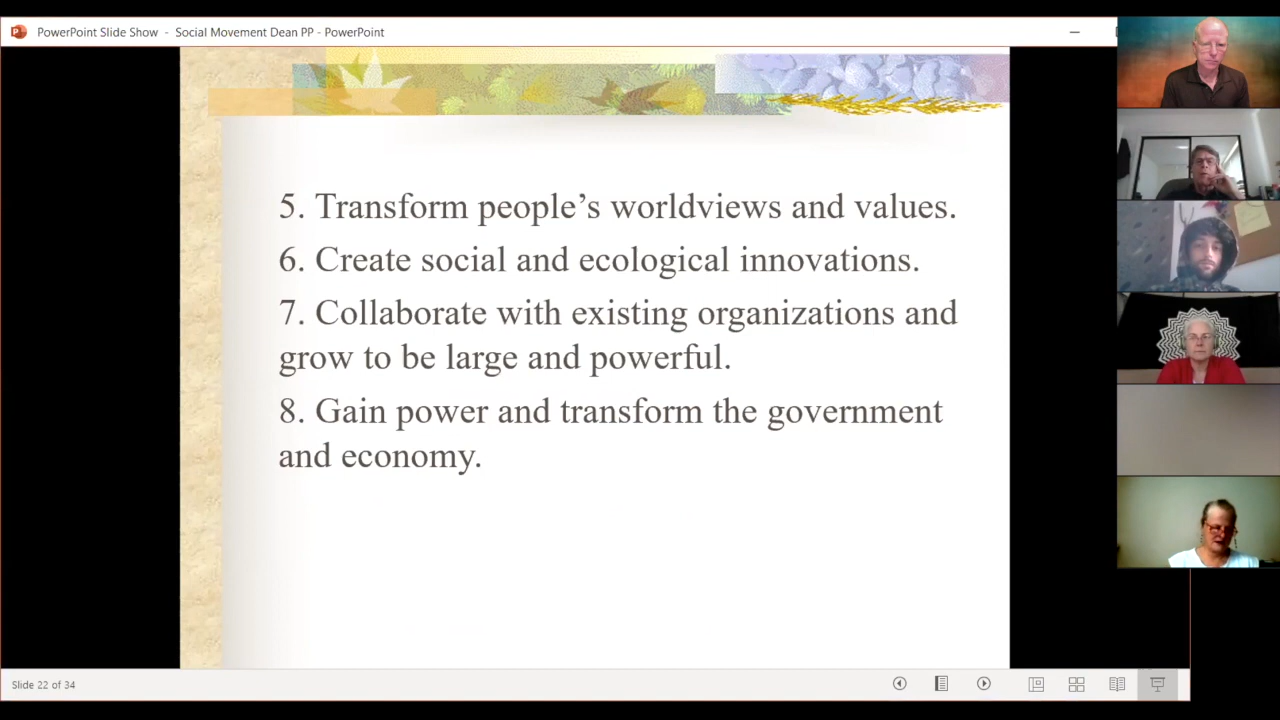 PowerPoint Slide Show - Social Movement Dean PP - PowerPoint
5. Transform people’s worldviews and values.
6. Create social and ecological innovations.
7. Collaborate with existing organizations and
grow to be large and powerful.
8. Gain power and transform the government
and economy.
Slide 22 of 34